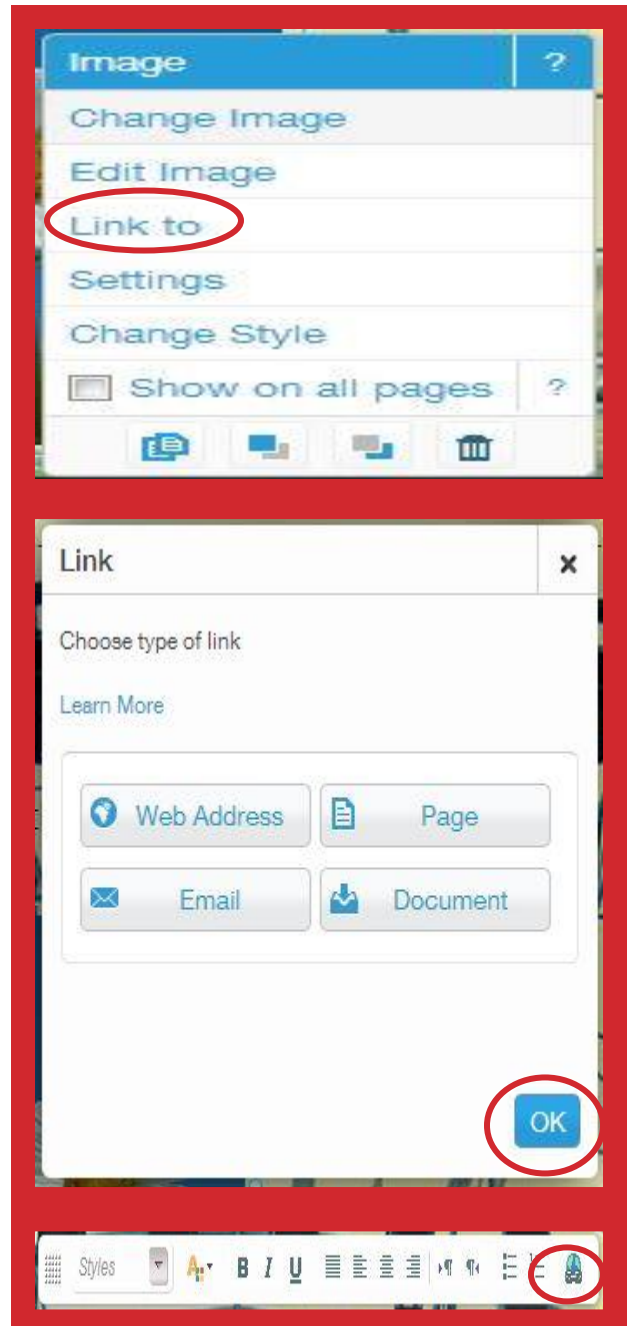 Image ?
Change Image
Edit Image
Link to
Settings
Change Style
Show on all pages ?
Link x
Choose type of link
Learn More
Web Address Page
Email Document
OK
Styles A B I U